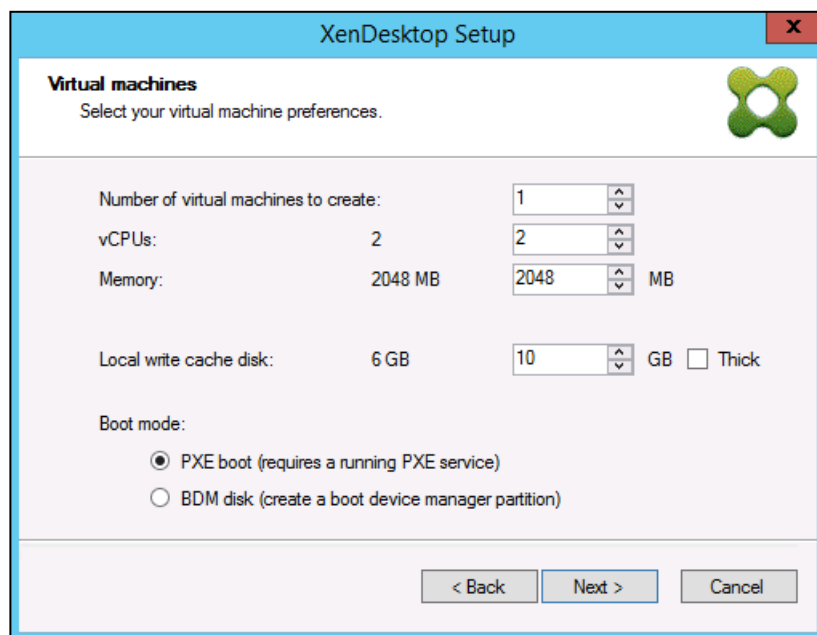 XenDesktop Setup
x
Virtual machines
Select your virtual machine preferences.
Number of virtual machines to create: 1
vCPUs: 2 2
Memory: 2048 MB 2048 MB
Local write cache disk: 6 GB 10 GB Thick
Boot mode:
PXE boot (requires a running PXE service)
BDM disk (create a boot device manager partition)
< Back Next > Cancel